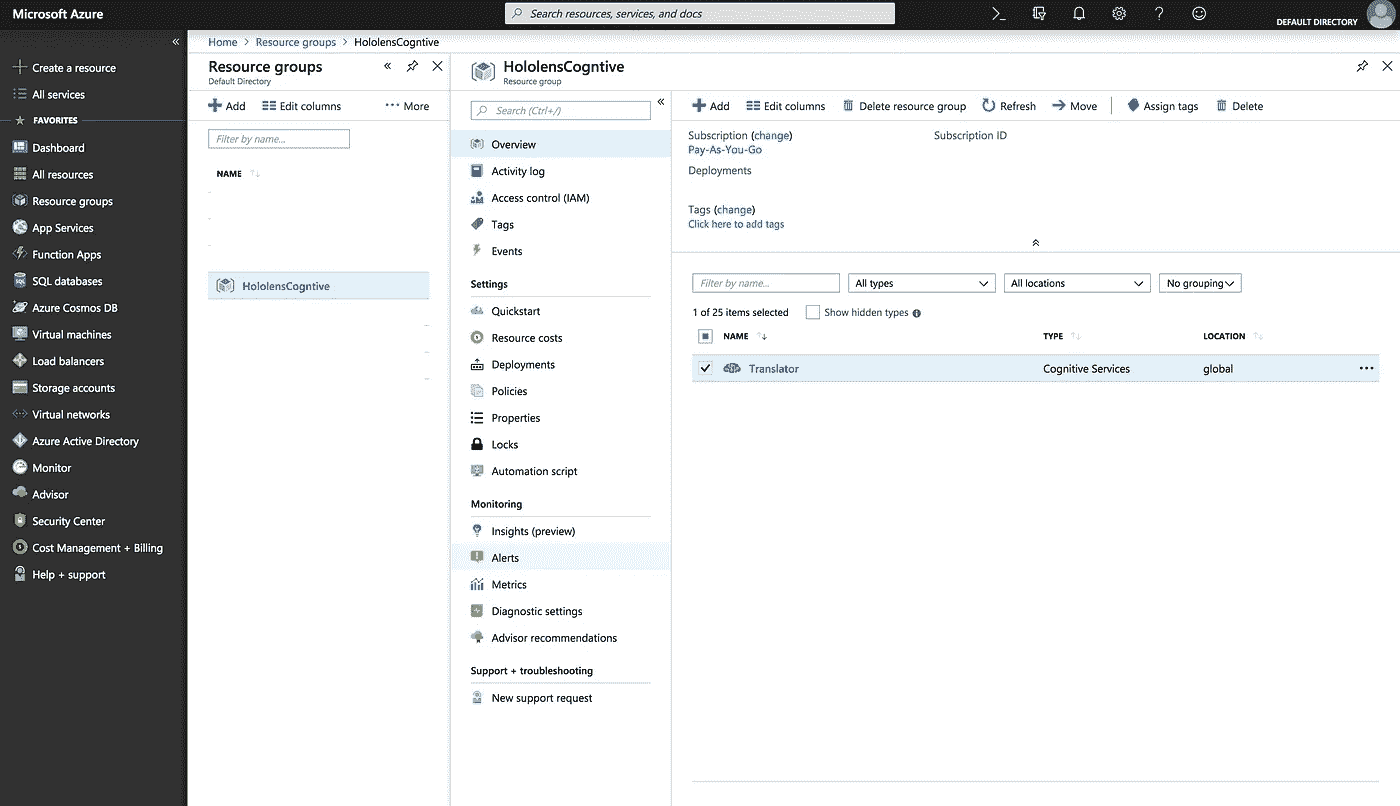 Microsoft Azure
Search resources, services, and docs
DEFAULT DIRECTORY
Create a resource
All services
FAVORITES
Dashboard
All resources
Resource groups
App Services
Function Apps
SQL databases
Azure Cosmos DB
Virtual machines
Load balancers
Storage accounts
Virtual networks
Azure Active Directory
Monitor
Advisor
Security Center
Cost Management + Billing
Help + support
Home > Resource groups > HololensCogntive
Resource groups
Default Directory
Add Edit columns More
Filter by name...
NAME
HololensCogntive
HololensCogntive
Resource group
Search (Ctrl+/)
Overview
Activity log
Access control (IAM)
Tags
Events
Settings
Quickstart
Resource costs
Deployments
Policies
Properties
Locks
Automation script
Monitoring
Insights (preview)
Alerts
Metrics
Diagnostic settings
Advisor recommendations
Support + troubleshooting
New support request
Add Edit columns Delete resource group Refresh Move Assign tags Delete
Subscription (change) Subscription ID
Pay-As-You-Go
Deployments
Tags (change)
Click here to add tags
Filter by name... All types All locations No grouping
1 of 25 items selected Show hidden types
NAME TYPE LOCATION
Translator Cognitive Services global